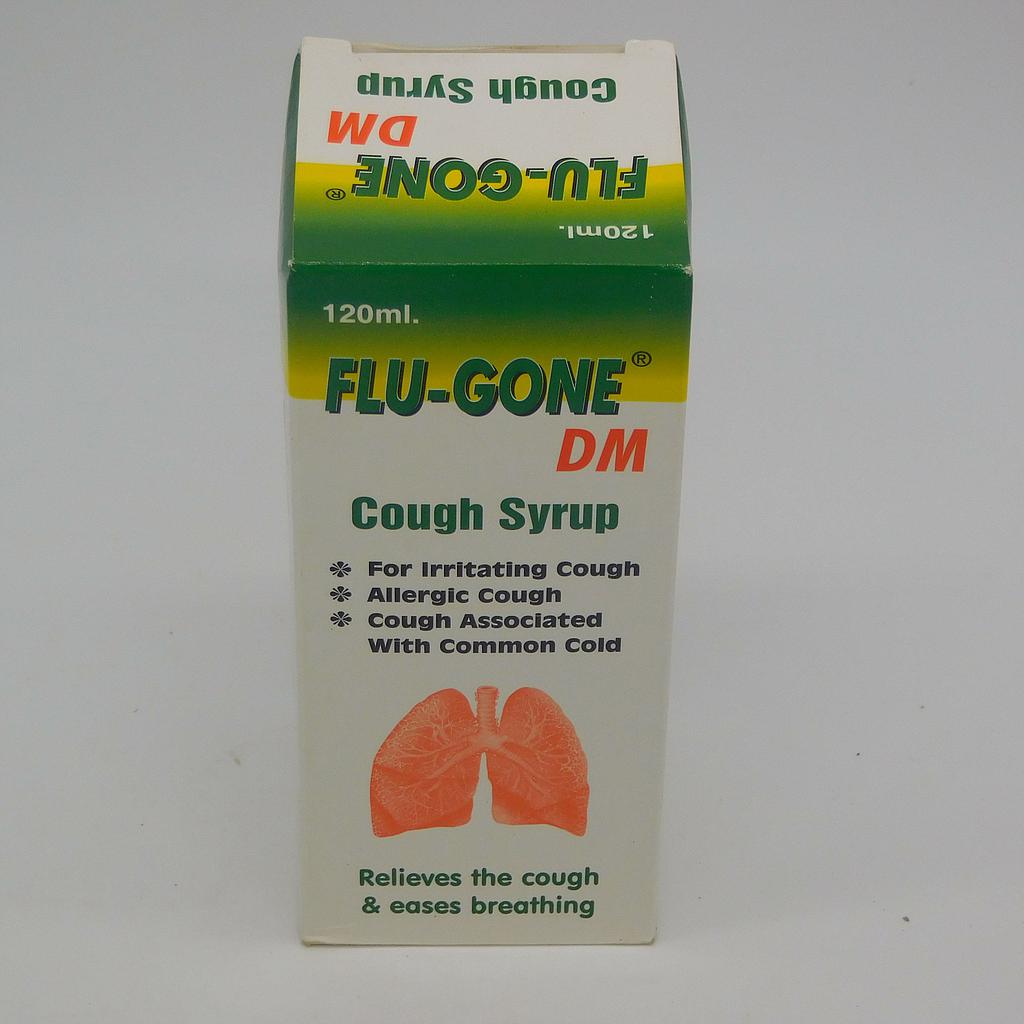 Cough Syrup
DM
FLU-GONE®
120ml.
120ml.
FLU-GONE®
DM
Cough Syrup
For Irritating Cough
Allergic Cough
Cough Associated
With Common Cold
Relieves the cough
& eases breathing